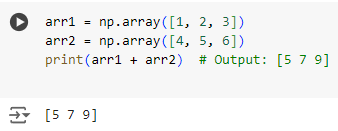 arr1 = np.array([1, 2, 3])
arr2 = np.array([4, 5, 6])
print(arr1 + arr2)  # Output: [5 7 9]
[5 7 9]